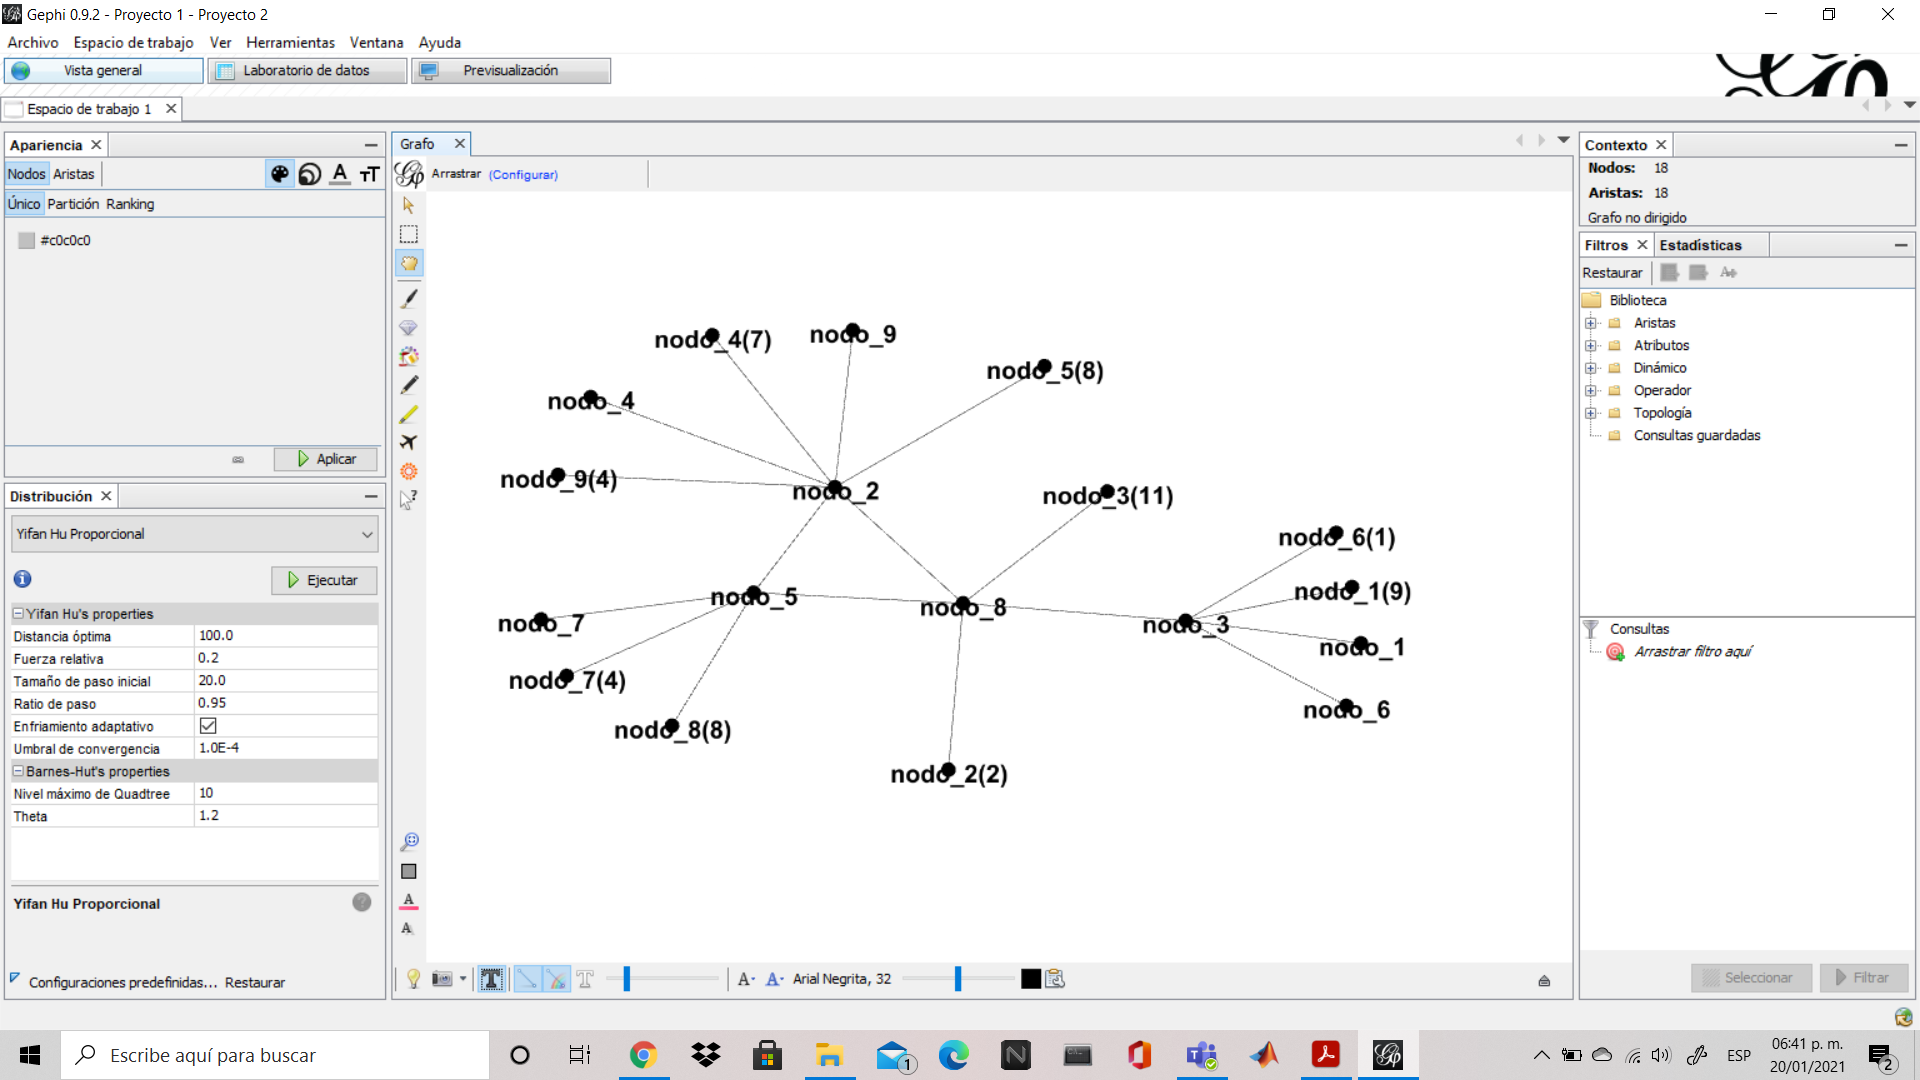 Gephi 0.9.2 - Proyecto 1 - Proyecto 2
Archivo Espacio de trabajo Ver Herramientas Ventana Ayuda
Vista general Laboratorio de datos Previsualización
Espacio de trabajo 1
Apariencia
Nodos Aristas
Único Partición Ranking
#c0c0c0
Aplicar
Distribución
Yifan Hu Proporcional
Ejecutar
Yifan Hu's properties
Distancia óptima 100.0
Fuerza relativa 0.2
Tamaño de paso inicial 20.0
Ratio de paso 0.95
Enfriamiento adaptativo
Umbral de convergencia 1.0E-4
Barnes-Hut's properties
Nivel máximo de Quadtree 10
Theta 1.2
Yifan Hu Proporcional
Configuraciones predefinidas... Restaurar
Grafo
Arrastrar (Configurar)
nodo_4(7)
nodo_9
nodo_5(8)
nodo_4
nodo_9(4)
nodo_2
nodo_3(11)
nodo_6(1)
nodo_1(9)
nodo_5
nodo_8
nodo_7
nodo_3
nodo_1
nodo_7(4)
nodo_6
nodo_8(8)
nodo_2(2)
Arial Negrita, 32
Contexto
Nodos: 18
Aristas: 18
Grafo no dirigido
Filtros Estadísticas
Restaurar
Biblioteca
Aristas
Atributos
Dinámico
Operador
Topología
Consultas guardadas
Consultas
Arrastrar filtro aquí
Seleccionar Filtrar
Escribe aquí para buscar
1
ESP
06:41 p. m.
20/01/2021
2